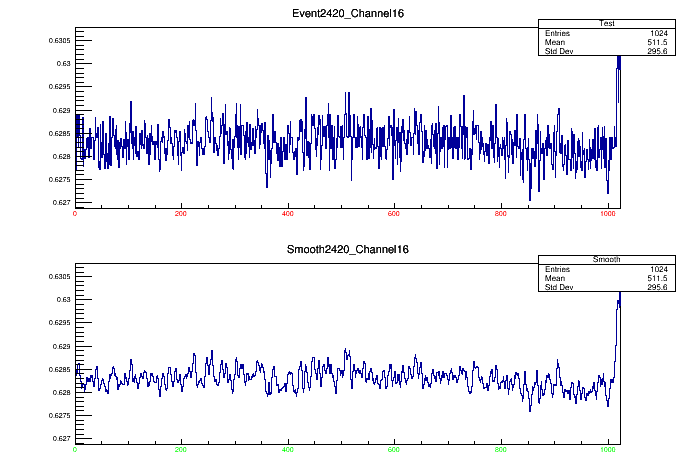 Event2420_Channel16
Test
Entries 1024
Mean 511.5
Std Dev 295.6
0.6305
0.63
0.6295
0.629
0.6285
0.628
0.6275
0.627
0 200 400 600 800 1000
Smooth2420_Channel16
Smooth
Entries 1024
Mean 511.5
Std Dev 295.6
0.6305
0.63
0.6295
0.629
0.6285
0.628
0.6275
0.627
0 200 400 600 800 1000